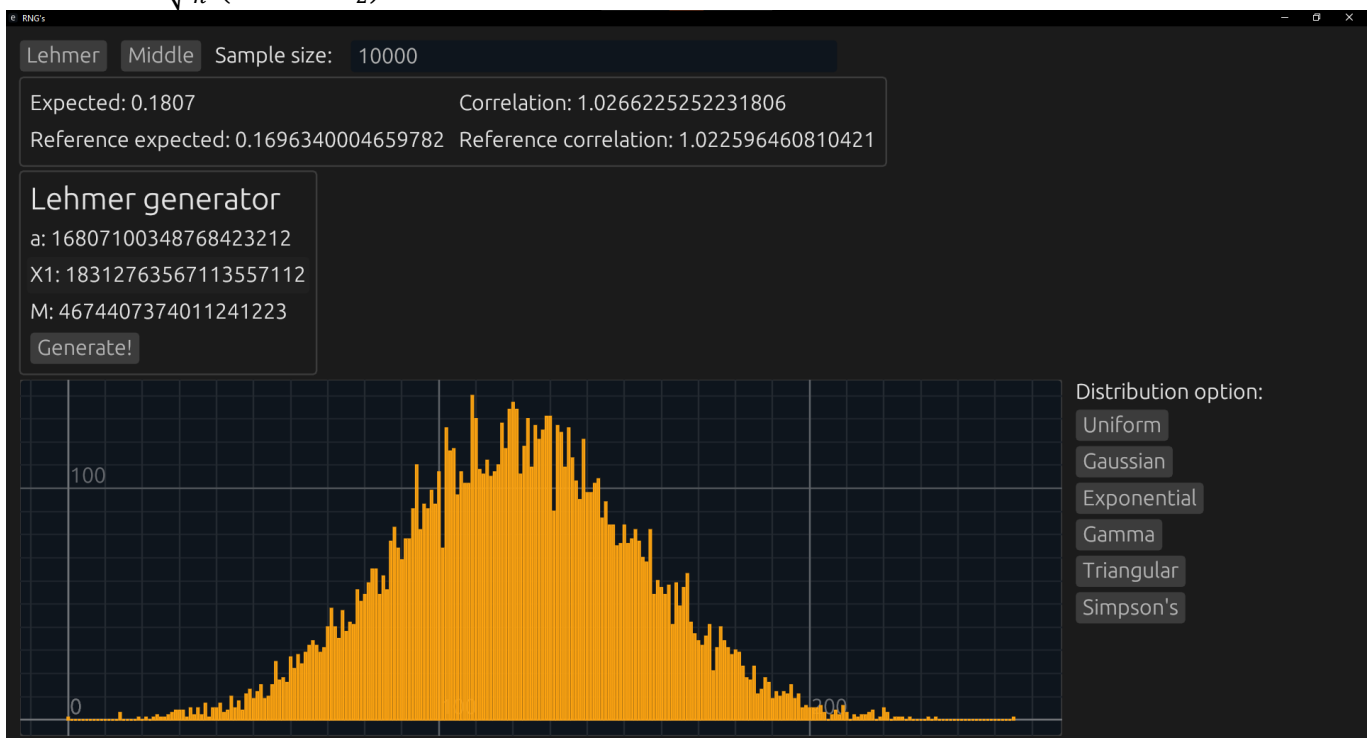 √ n ( 2)
e RNG's
Lehmer Middle Sample size: 10000
Expected: 0.1807 Correlation: 1.0266225252231806
Reference expected: 0.1696340004659782 Reference correlation: 1.022596460810421
Lehmer generator
a: 16807100348768423212
X1: 18312763567113557112
M: 4674407374011241223
Generate!
Distribution option:
Uniform
Gaussian
Exponential
Gamma
Triangular
Simpson's
100
0 200